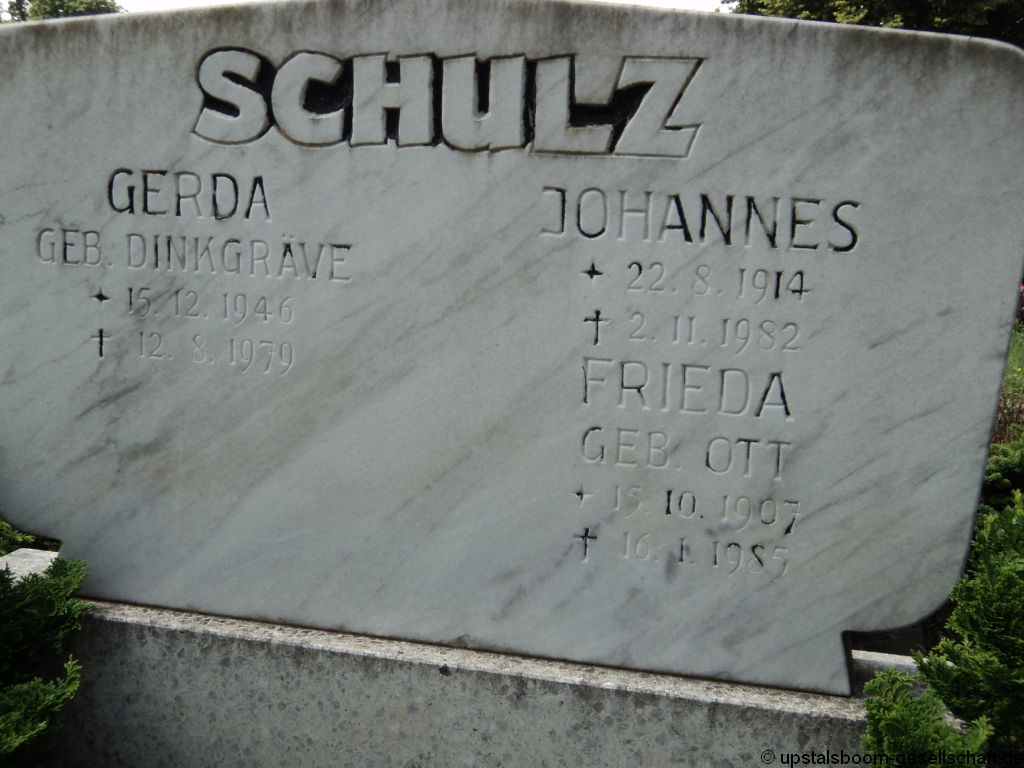 SCHULZ
GERDA
GEB. DINKGRÄVE
15. 12. 1946
† 12. 8. 1979
JOHANNES
22. 8. 1914
† 2. 11. 1982
FRIEDA
GEB. OTT
15. 10. 1907
† 16. 1. 1985
© upstalsboom-gesellschaft.de